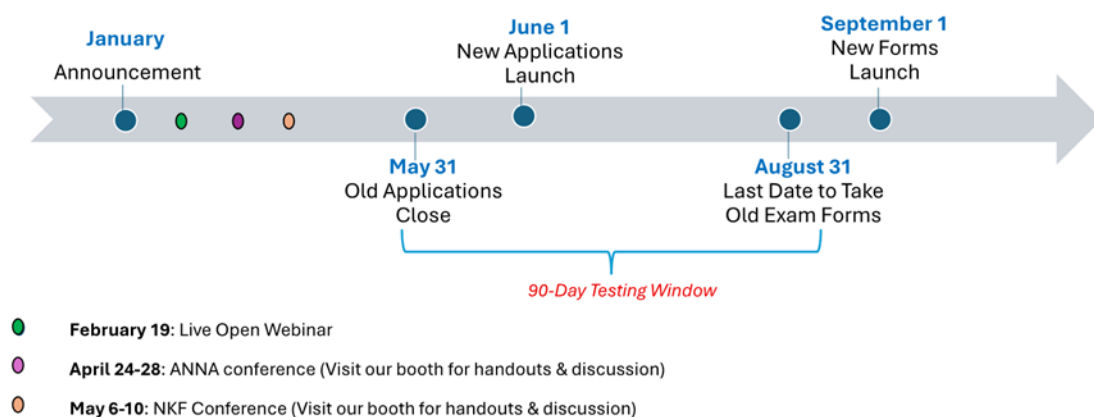 January
Announcement
June 1
New Applications
Launch
September 1
New Forms
Launch
May 31
Old Applications
Close
August 31
Last Date to Take
Old Exam Forms
90-Day Testing Window
February 19: Live Open Webinar
April 24-28: ANNA conference (Visit our booth for handouts & discussion)
May 6-10: NKF Conference (Visit our booth for handouts & discussion)